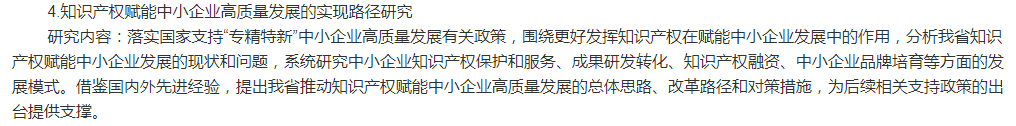 4.知识产权赋能中小企业高质量发展的实现路径研究
研究内容：落实国家支持“专精特新”中小企业高质量发展有关政策，围绕更好发挥知识产权在赋能中小企业发展中的作用，分析我省知识
产权赋能中小企业发展的现状和问题，系统研究中小企业知识产权保护和服务、成果研发转化、知识产权融资、中小企业品牌培育等方面的发
展模式。借鉴国内外先进经验，提出我省推动知识产权赋能中小企业高质量发展的总体思路、改革路径和对策措施，为后续相关支持政策的出
台提供支撑。